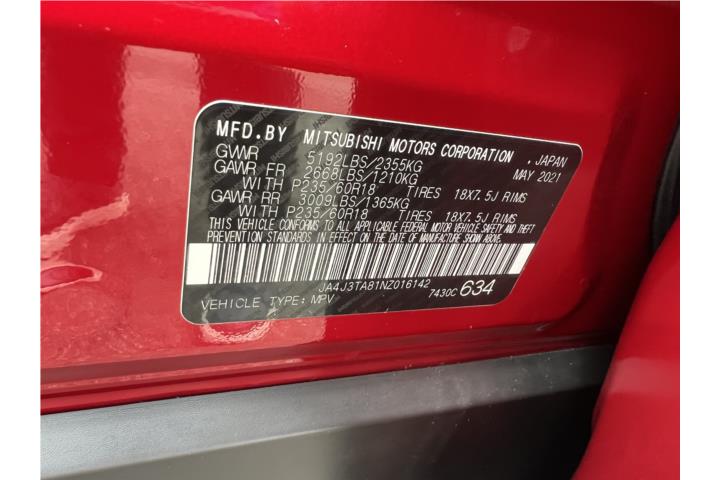 MFD.BY MITSUBISHI MOTORS CORPORATION , JAPAN
GVWR 5192LBS/2355KG MAY 2021
GAWR FR 2668LBS/1210KG
WITH P235/60R18 TIRES 18X7.5J RIMS
GAWR RR 3009LBS/1365KG
WITH P235/60R18 TIRES 18X7.5J RIMS
THIS VEHICLE CONFORMS TO ALL APPLICABLE FEDERAL MOTOR VEHICLE SAFETY AND THEFT
PREVENTION STANDARDS IN EFFECT ON THE DATE OF MANUFACTURE SHOWN ABOVE.
JA4J3TA81NZ016142
VEHICLE TYPE: MPV 7430C 634